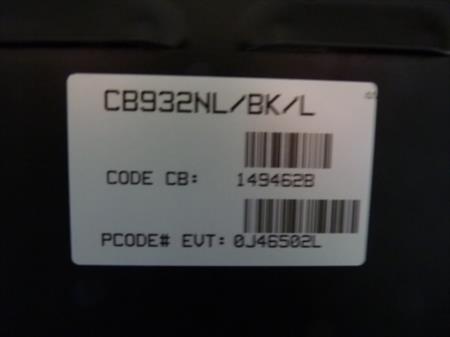 CB932NL/BK/L
CODE CB: 149462B
PCODE# EVT: 0J46502L